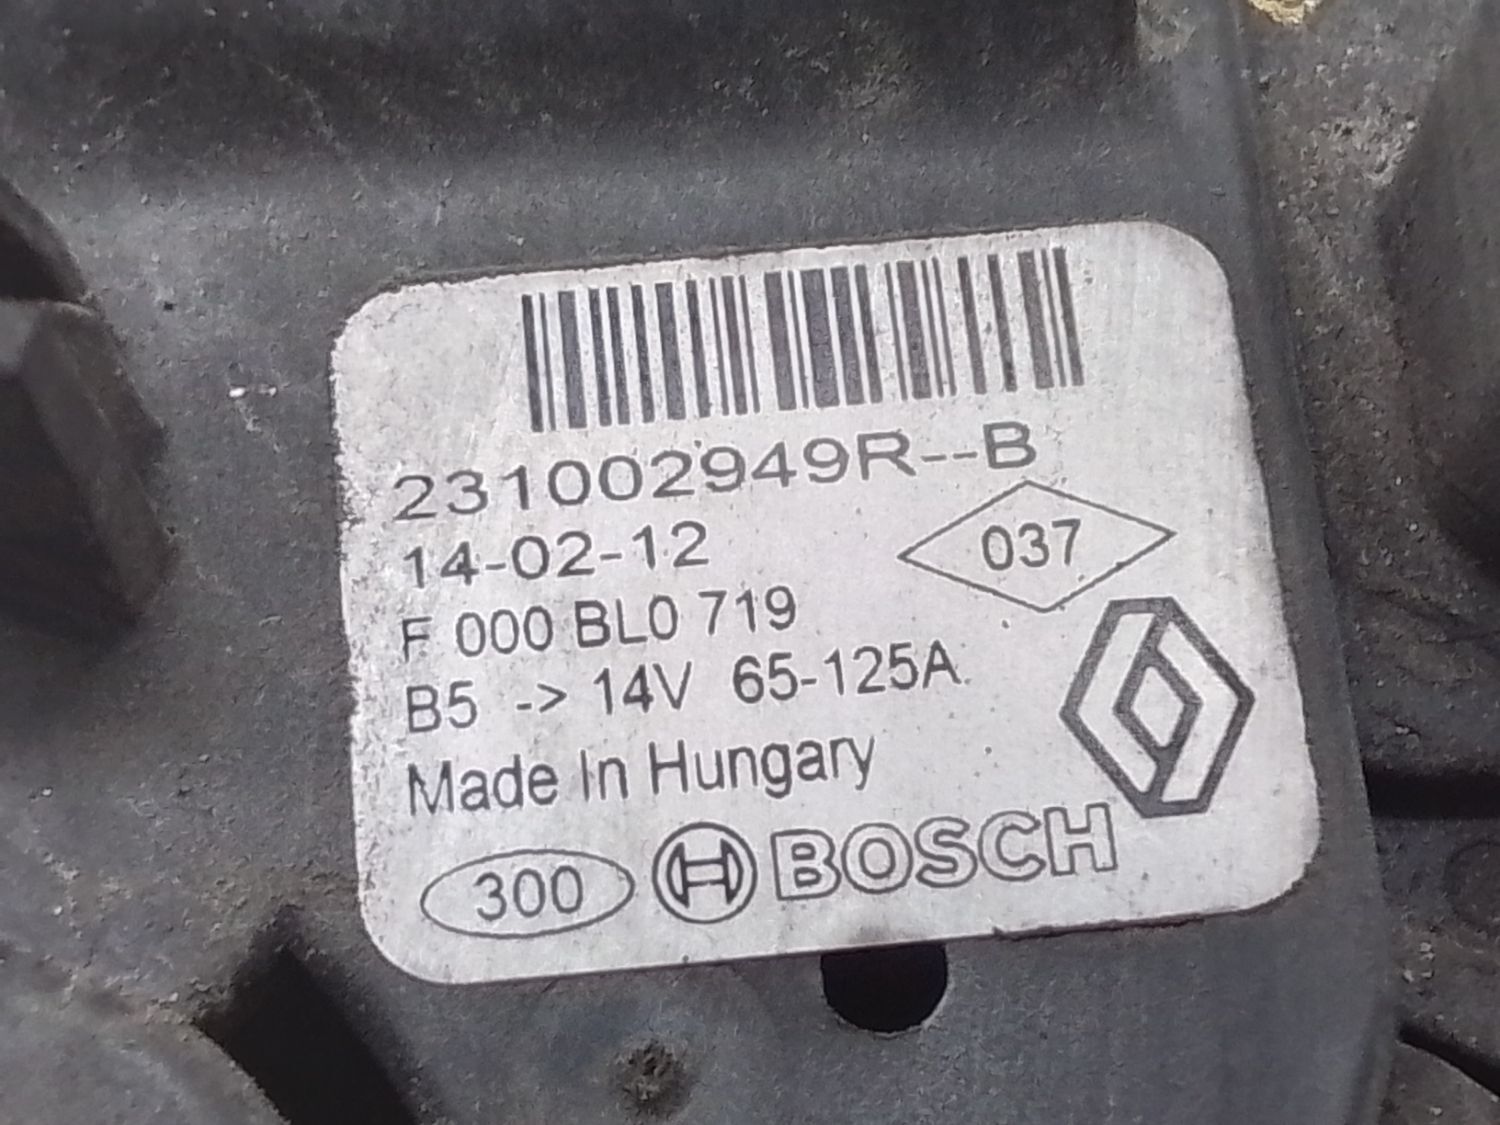 231002949R--B
14-02-12
037
F 000 BL0 719
B5 -> 14V 65-125A
Made In Hungary
300
BOSCH